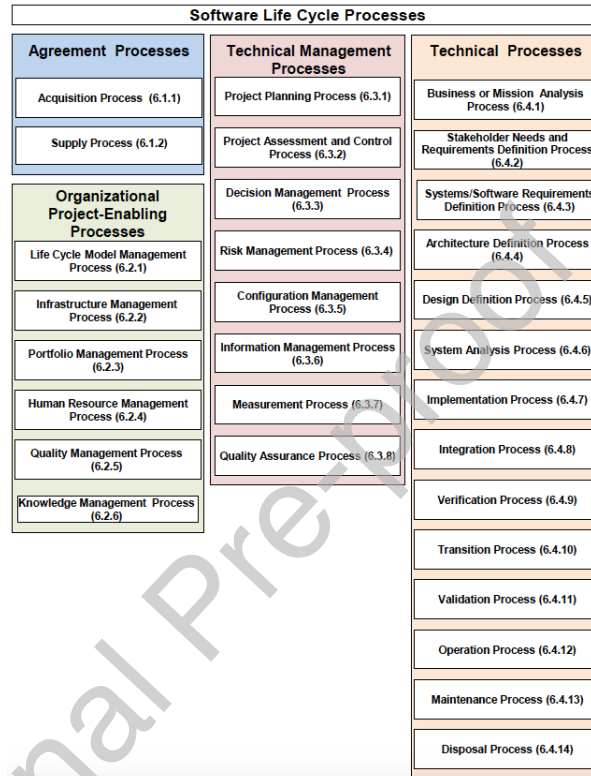 Software Life Cycle Processes
Agreement Processes
Acquisition Process (6.1.1)
Supply Process (6.1.2)
Organizational
Project-Enabling
Processes
Life Cycle Model Management
Process (6.2.1)
Infrastructure Management
Process (6.2.2)
Portfolio Management Process
(6.2.3)
Human Resource Management
Process (6.2.4)
Quality Management Process
(6.2.5)
Knowledge Management Process
(6.2.6)
Technical Management
Processes
Project Planning Process (6.3.1)
Project Assessment and Control
Process (6.3.2)
Decision Management Process
(6.3.3)
Risk Management Process (6.3.4)
Configuration Management
Process (6.3.5)
Information Management Process
(6.3.6)
Measurement Process (6.3.7)
Quality Assurance Process (6.3.8)
Technical Processes
Business or Mission Analysis
Process (6.4.1)
Stakeholder Needs and
Requirements Definition Process
(6.4.2)
Systems/Software Requirements
Definition Process (6.4.3)
Architecture Definition Process
(6.4.4)
Design Definition Process (6.4.5)
System Analysis Process (6.4.6)
Implementation Process (6.4.7)
Integration Process (6.4.8)
Verification Process (6.4.9)
Transition Process (6.4.10)
Validation Process (6.4.11)
Operation Process (6.4.12)
Maintenance Process (6.4.13)
Disposal Process (6.4.14)
nal Pre-proof